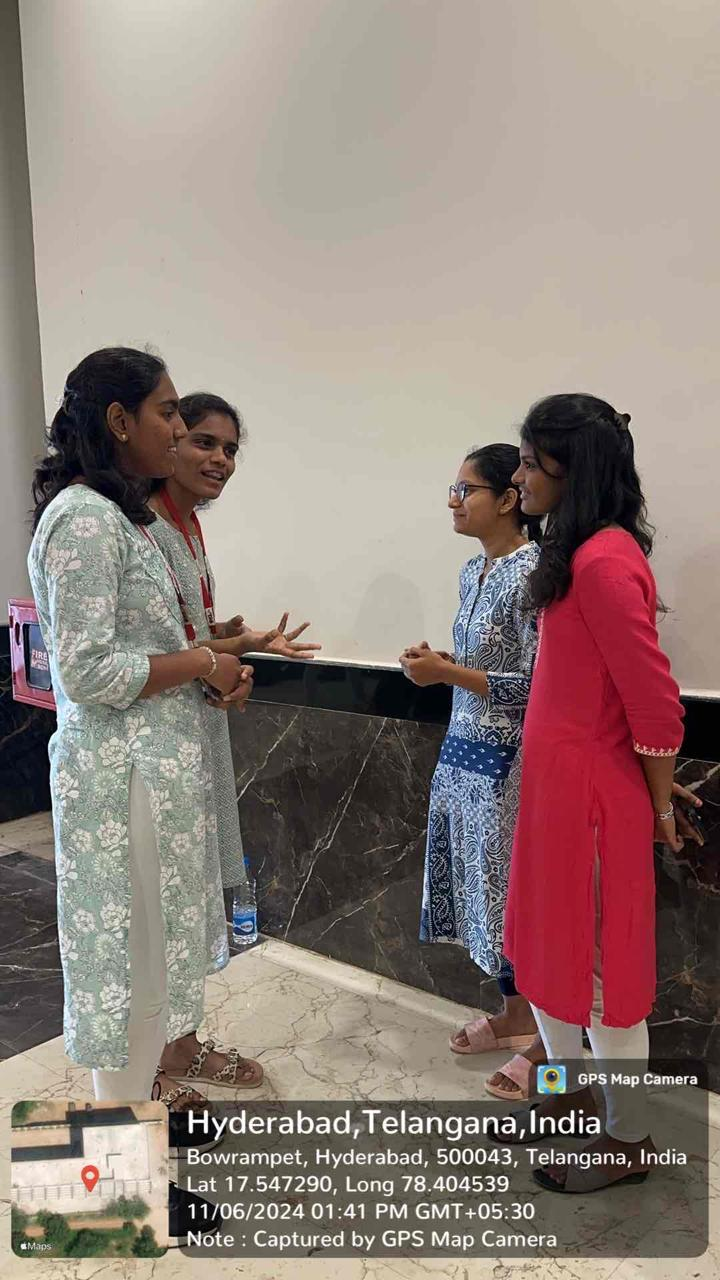 FIRE
GPS Map Camera
Hyderabad,Telangana,India
Bowrampet, Hyderabad, 500043, Telangana, India
Lat 17.547290, Long 78.404539
11/06/2024 01:41 PM GMT+05:30
Note : Captured by GPS Map Camera
Maps